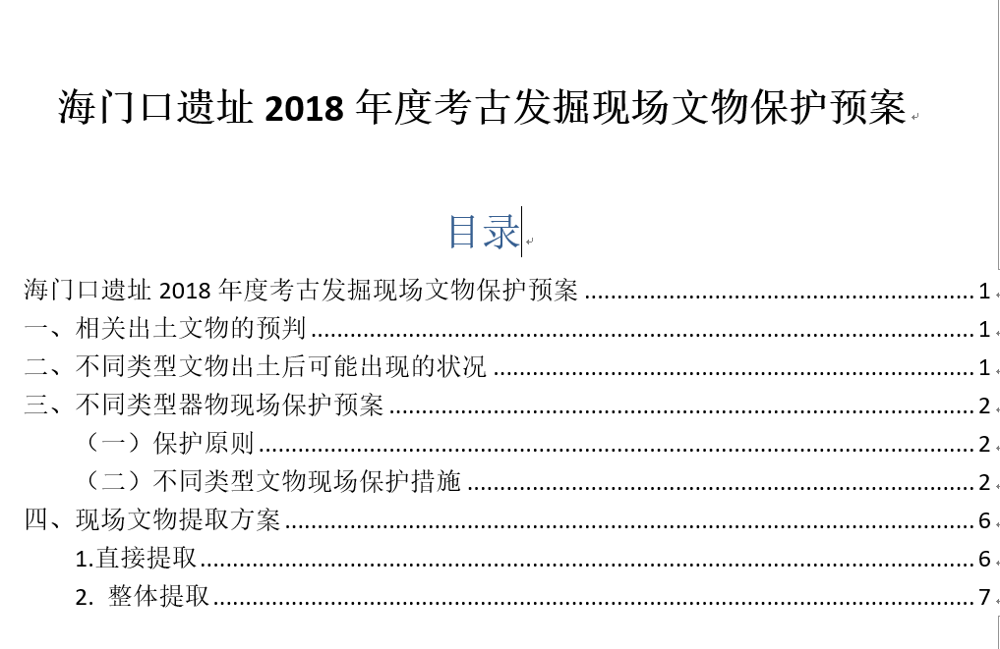 海门口遗址 2018 年度考古发掘现场文物保护预案
目录
海门口遗址 2018 年度考古发掘现场文物保护预案 ........................................................ 1
一、相关出土文物的预判 ........................................................ 1
二、不同类型文物出土后可能出现的状况 ........................................................ 1
三、不同类型器物现场保护预案 ........................................................ 2
（一）保护原则 ........................................................ 2
（二）不同类型文物现场保护措施 ........................................................ 2
四、现场文物提取方案 ........................................................ 6
1.直接提取 ........................................................ 6
2. 整体提取 ........................................................ 7